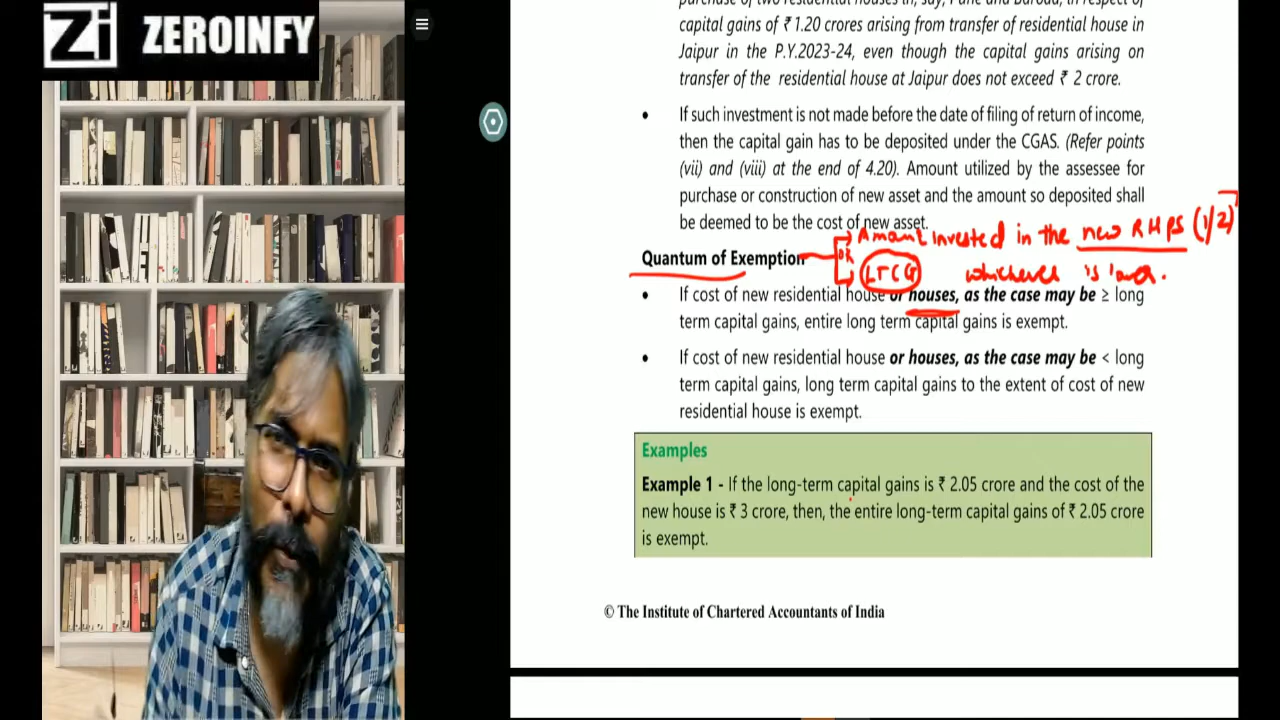 Zi ZEROINFY
purchase of two residential houses in, say, Pune and Baroda, in respect of
capital gains of ₹ 1.20 crores arising from transfer of residential house in
Jaipur in the P.Y.2023-24, even though the capital gains arising on
transfer of the residential house at Jaipur does not exceed ₹ 2 crore.
• If such investment is not made before the date of filing of return of income,
then the capital gain has to be deposited under the CGAS. (Refer points
(vii) and (viii) at the end of 4.20). Amount utilized by the assessee for
purchase or construction of new asset and the amount so deposited shall
be deemed to be the cost of new asset.
Amount invested in the new RHPS (1/2)
Quantum of Exemption
OR
LTCG whichever is lower.
• If cost of new residential house or houses, as the case may be ≥ long
term capital gains, entire long term capital gains is exempt.
• If cost of new residential house or houses, as the case may be < long
term capital gains, long term capital gains to the extent of cost of new
residential house is exempt.
Examples
Example 1 - If the long-term capital gains is ₹ 2.05 crore and the cost of the
new house is ₹ 3 crore, then, the entire long-term capital gains of ₹ 2.05 crore
is exempt.
© The Institute of Chartered Accountants of India